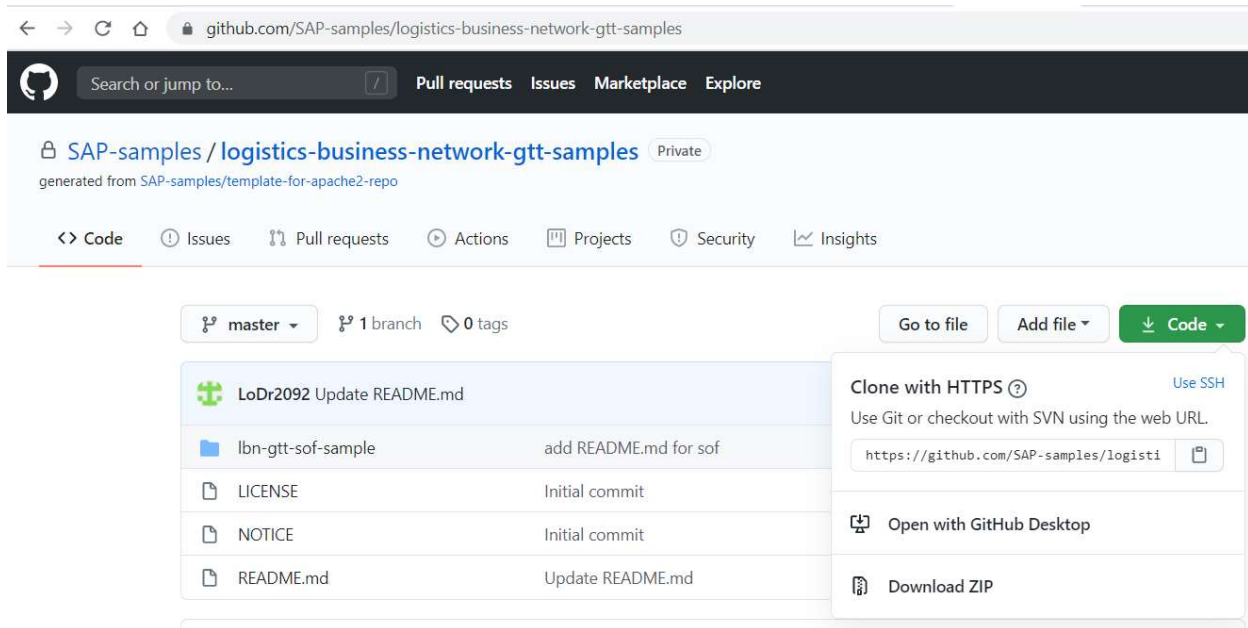 github.com/SAP-samples/logistics-business-network-gtt-samples
Search or jump to... / Pull requests Issues Marketplace Explore
SAP-samples / logistics-business-network-gtt-samples Private
generated from SAP-samples/template-for-apache2-repo
<> Code Issues Pull requests Actions Projects Security Insights
master 1 branch 0 tags Go to file Add file Code
LoDr2092 Update README.md
lbn-gtt-sof-sample add README.md for sof
LICENSE Initial commit
NOTICE Initial commit
README.md Update README.md
Clone with HTTPS Use SSH
Use Git or checkout with SVN using the web URL.
https://github.com/SAP-samples/logisti
Open with GitHub Desktop
Download ZIP